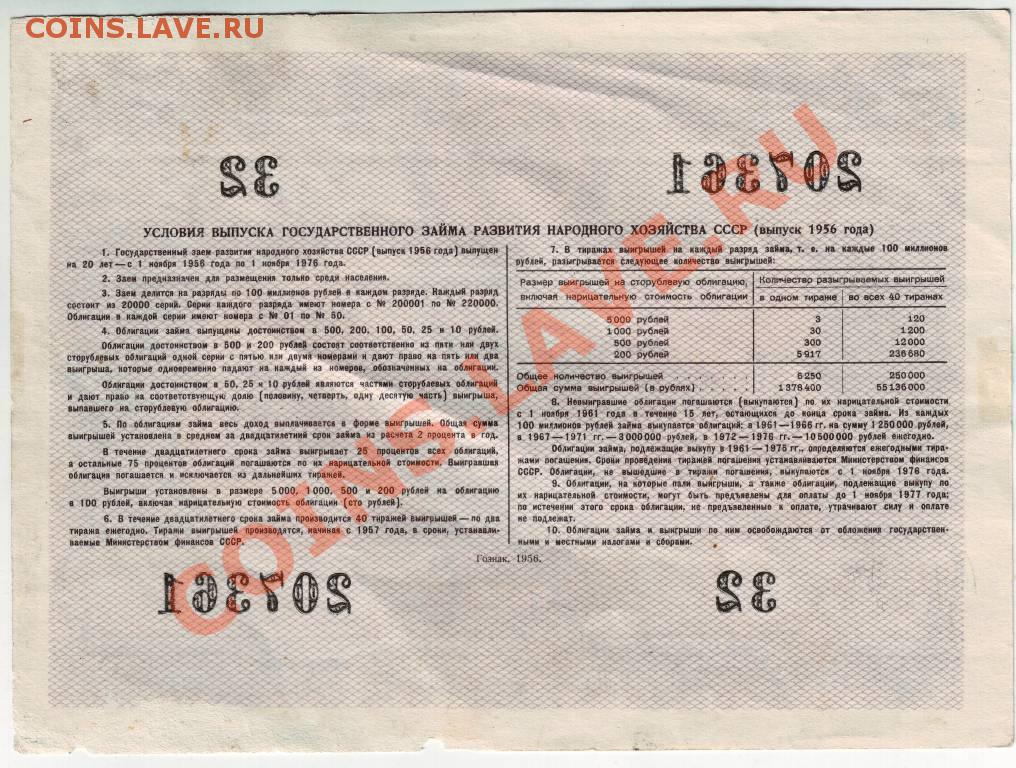 COINS.LAVE.RU
32
207361
УСЛОВИЯ ВЫПУСКА ГОСУДАРСТВЕННОГО ЗАЙМА РАЗВИТИЯ НАРОДНОГО ХОЗЯЙСТВА СССР (выпуск 1956 года)
1. Государственный заем развития народного хозяйства СССР (выпуск 1956 года) выпущен
на 20 лет—с 1 ноября 1956 года по 1 ноября 1976 года.
2. Заем предназначен для размещения только среди населения.
3. Заем делится на разряды по 100 миллионов рублей в каждом разряде. Каждый разряд
состоит из 20000 серий. Серии каждого разряда имеют номера с № 200001 по № 220000.
Облигации в каждой серии имеют номера с № 01 по № 50.
4. Облигации займа выпущены достоинством в 500, 200, 100, 50, 25 и 10 рублей.
Облигации достоинством в 500 и 200 рублей состоят соответственно из пяти или двух
сторублевых облигаций одной серии с пятью или двумя номерами и дают право на пять или два
выигрыша, которые одновременно падают на каждый из номеров, обозначенных на облигации.
Облигации достоинством в 50, 25 и 10 рублей являются частями сторублевых облигаций
и дают право на соответствующую долю (половину, четверть, одну десятую часть) выигрыша,
выпавшего на сторублевую облигацию.
5. По облигациям займа весь доход выплачивается в форме выигрышей. Общая сумма
выигрышей установлена в среднем за двадцатилетний срок займа из расчета 2 процента в год.
В течение двадцатилетнего срока займа выигрывает 25 процентов всех облигаций,
а остальные 75 процентов облигаций погашаются по их нарицательной стоимости. Выигравшая
облигация погашается и исключается из дальнейших тиражей.
Выигрыши установлены в размере 5000, 1000, 500 и 200 рублей на облигацию
в 100 рублей, включая нарицательную стоимость облигации (сто рублей).
6. В течение двадцатилетнего срока займа производится 40 тиражей выигрышей—по два
тиража ежегодно. Тиражи выигрышей производятся, начиная с 1957 года, в сроки, устанавли-
ваемые Министерством финансов СССР.
7. В тиражах выигрышей на каждый разряд займа, т. е. на каждые 100 миллионов
рублей, разыгрывается следующее количество выигрышей:
Размер выигрышей на сторублевую облигацию, Количество разыгрываемых выигрышей
включая нарицательную стоимость облигации в одном тираже во всех 40 тиражах
5000 рублей 3 120
1000 рублей 30 1200
500 рублей 300 12000
200 рублей 5917 236680
Общее количество выигрышей . . . 6250 250000
Общая сумма выигрышей (в рублях) . . . 1378400 55136000
8. Невыигравшие облигации погашаются (выкупаются) по их нарицательной стоимости
с 1 ноября 1961 года в течение 15 лет, остающихся до конца срока займа. Из каждых
100 миллионов рублей займа выкупается облигаций: в 1961—1966 гг. на сумму 1250000 рублей,
в 1967—1971 гг.—3000000 рублей, в 1972—1976 гг.—10500000 рублей ежегодно.
Облигации займа, подлежащие выкупу в 1961—1975 гг., определяются ежегодными тира-
жами погашения. Сроки проведения тиражей погашения устанавливаются Министерством финансов
СССР. Облигации, не вышедшие в тиражи погашения, выкупаются с 1 ноября 1976 года.
9. Облигации, на которые пали выигрыши, а также облигации, подлежащие выкупу по
их нарицательной стоимости, могут быть предъявлены для оплаты до 1 ноября 1977 года;
по истечении этого срока облигации, не предъявленные к оплате, утрачивают силу и оплате
не подлежат.
10. Облигации займа и выигрыши по ним освобождаются от обложения государствен-
ными и местными налогами и сборами.
Гознак. 1956.
207361
32
COINS.LAVE.RU